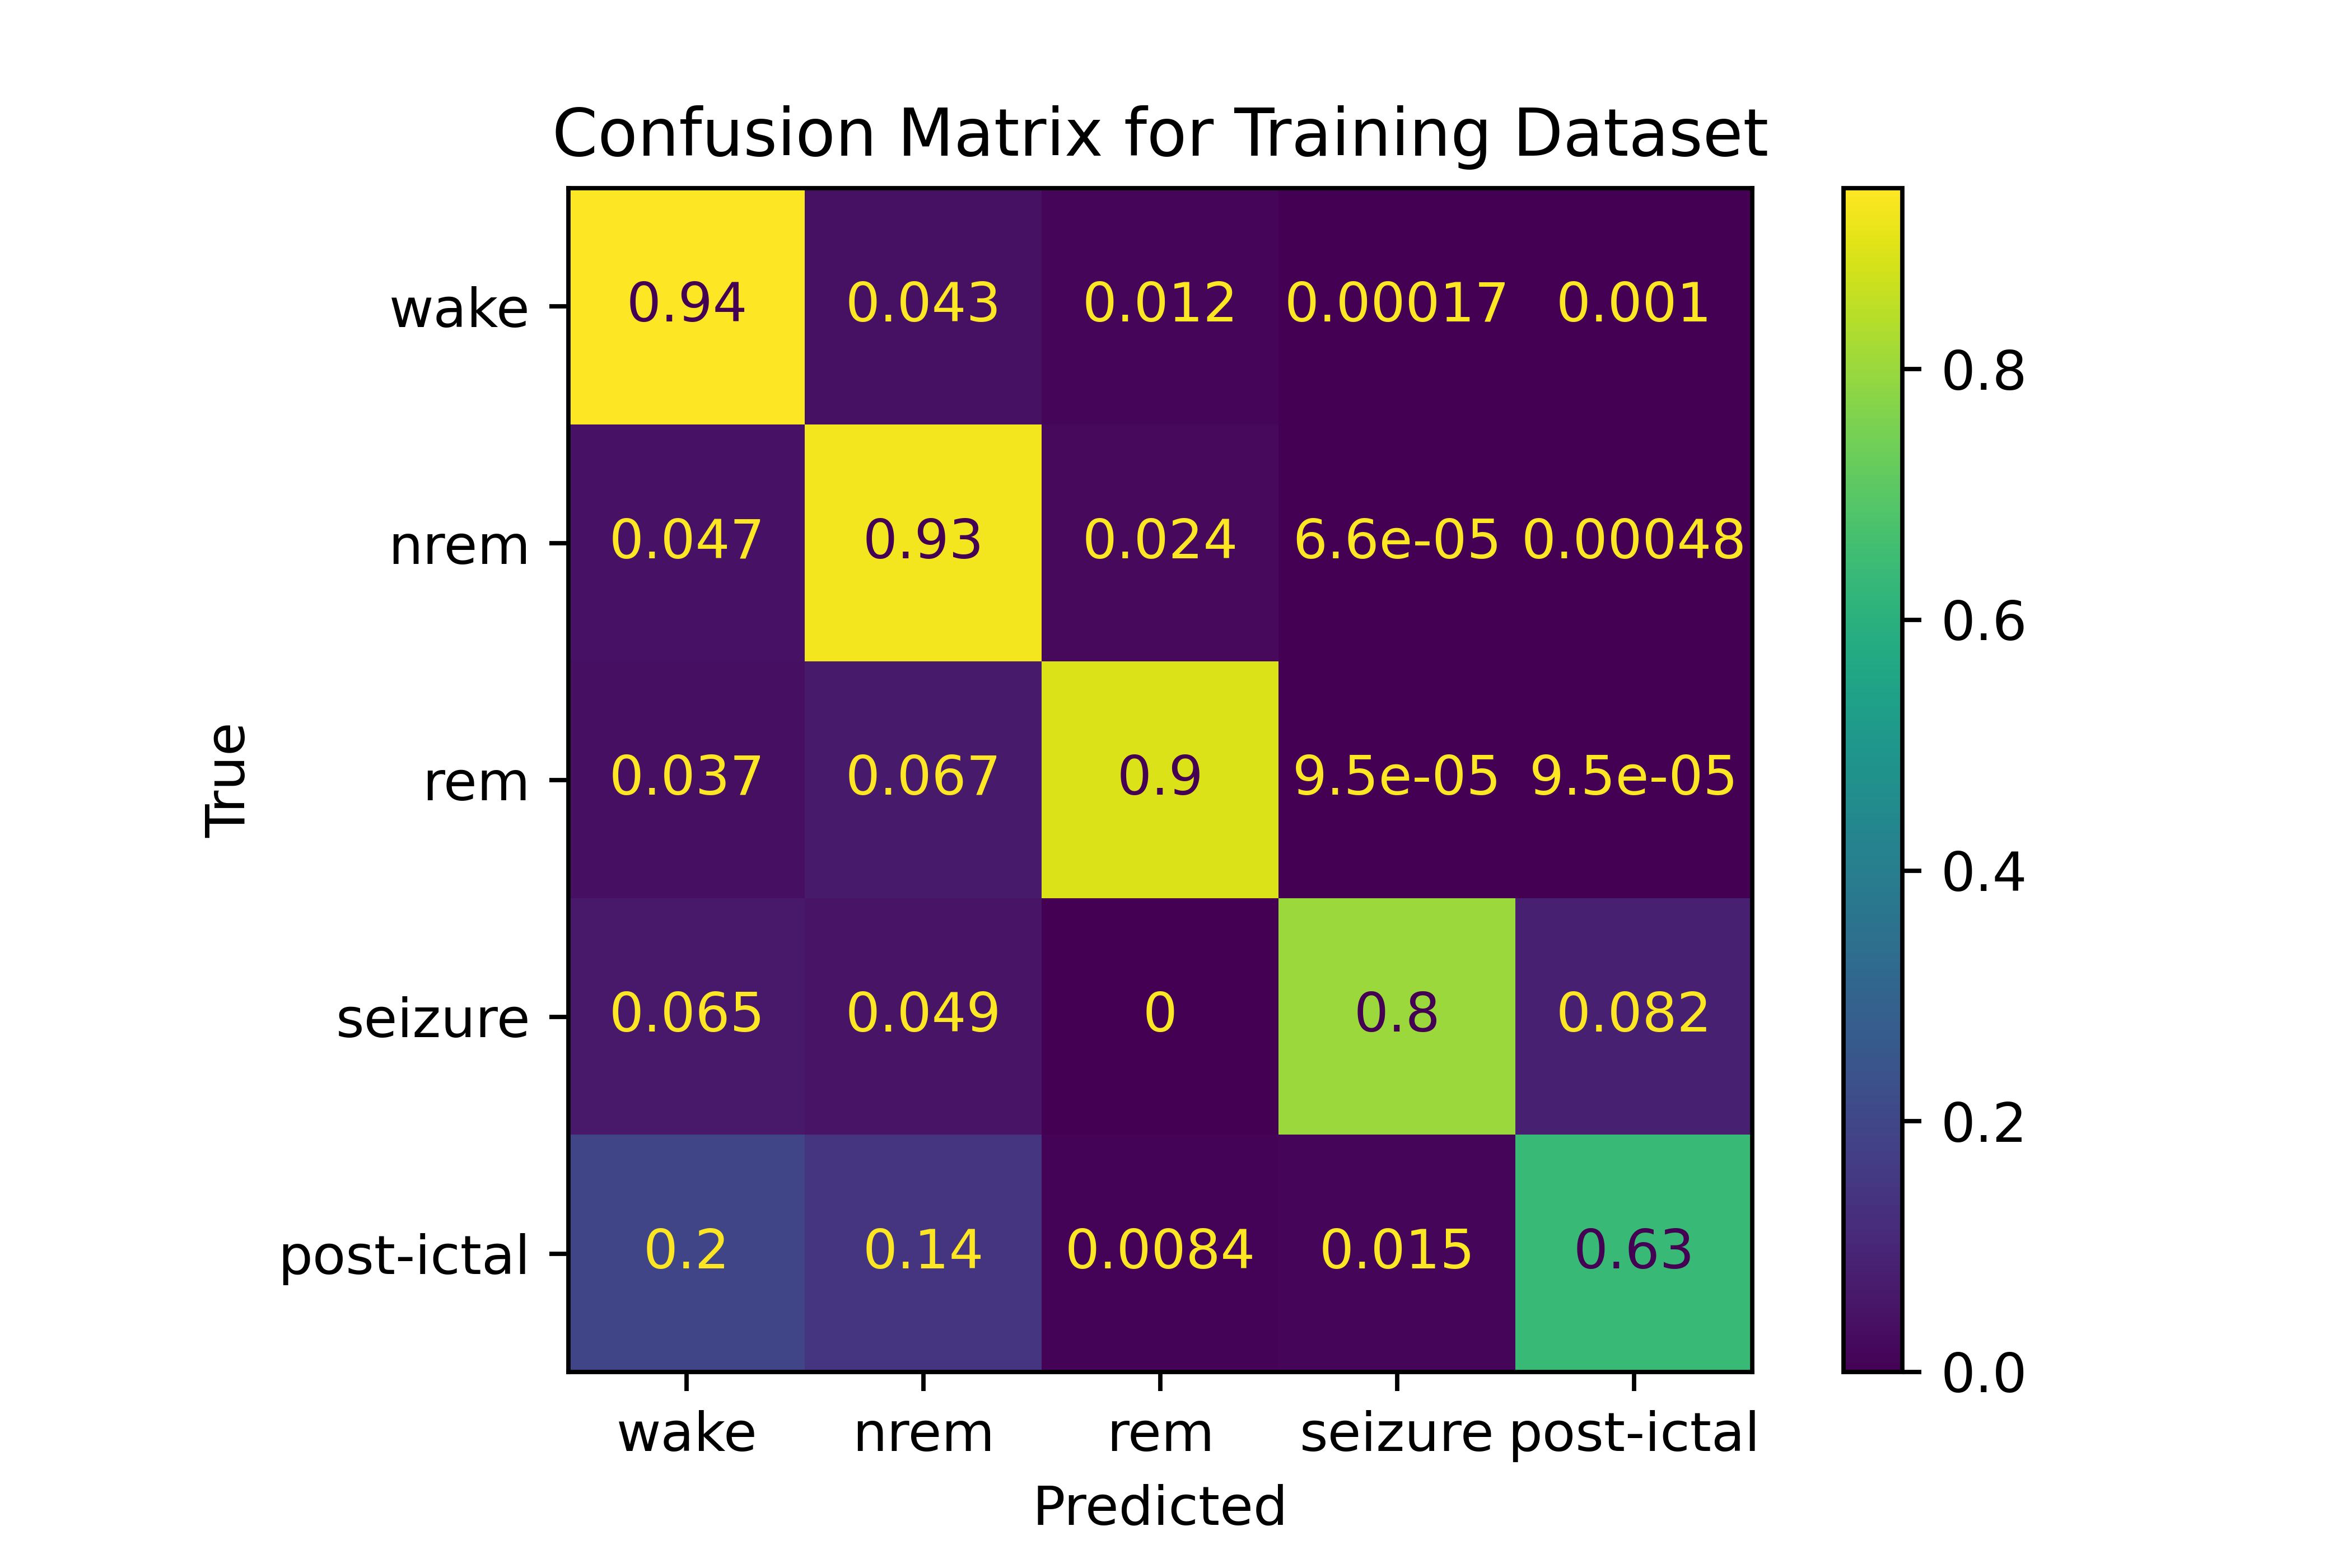 Confusion Matrix for Training Dataset
wake 0.94 0.043 0.012 0.00017 0.001
nrem 0.047 0.93 0.024 6.6e-05 0.00048
rem 0.037 0.067 0.9 9.5e-05 9.5e-05
seizure 0.065 0.049 0 0.8 0.082
post-ictal 0.2 0.14 0.0084 0.015 0.63
True
wake nrem rem seizure post-ictal
Predicted
0.8
0.6
0.4
0.2
0.0